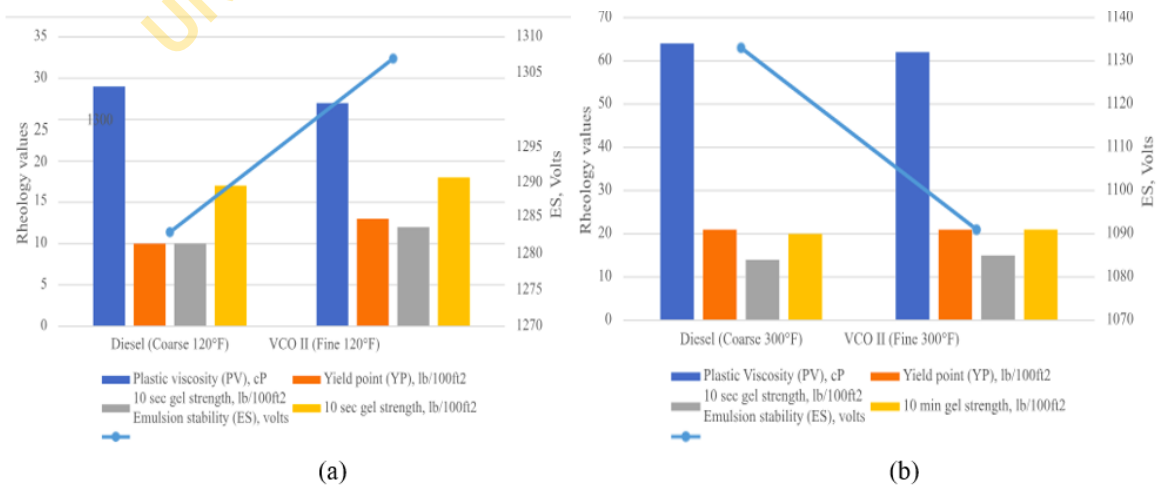 35
30
25
20
15
10
5
0
Rheology values
1310
1305
1300
1295
1290
1285
1280
1275
1270
ES, Volts
Diesel (Coarse 120°F)
VCO II (Fine 120°F)
Plastic viscosity (PV), cP
Yield point (YP), lb/100ft2
10 sec gel strength, lb/100ft2
10 sec gel strength, lb/100ft2
Emulsion stability (ES), volts
(a)
70
60
50
40
30
20
10
0
Rheology values
1140
1130
1120
1110
1100
1090
1080
1070
ES, Volts
Diesel (Coarse 300°F)
VCO II (Fine 300°F)
Plastic Viscosity (PV), cP
Yield point (YP), lb/100ft2
10 sec gel strength, lb/100ft2
10 min gel strength, lb/100ft2
Emulsion stability (ES), volts
(b)